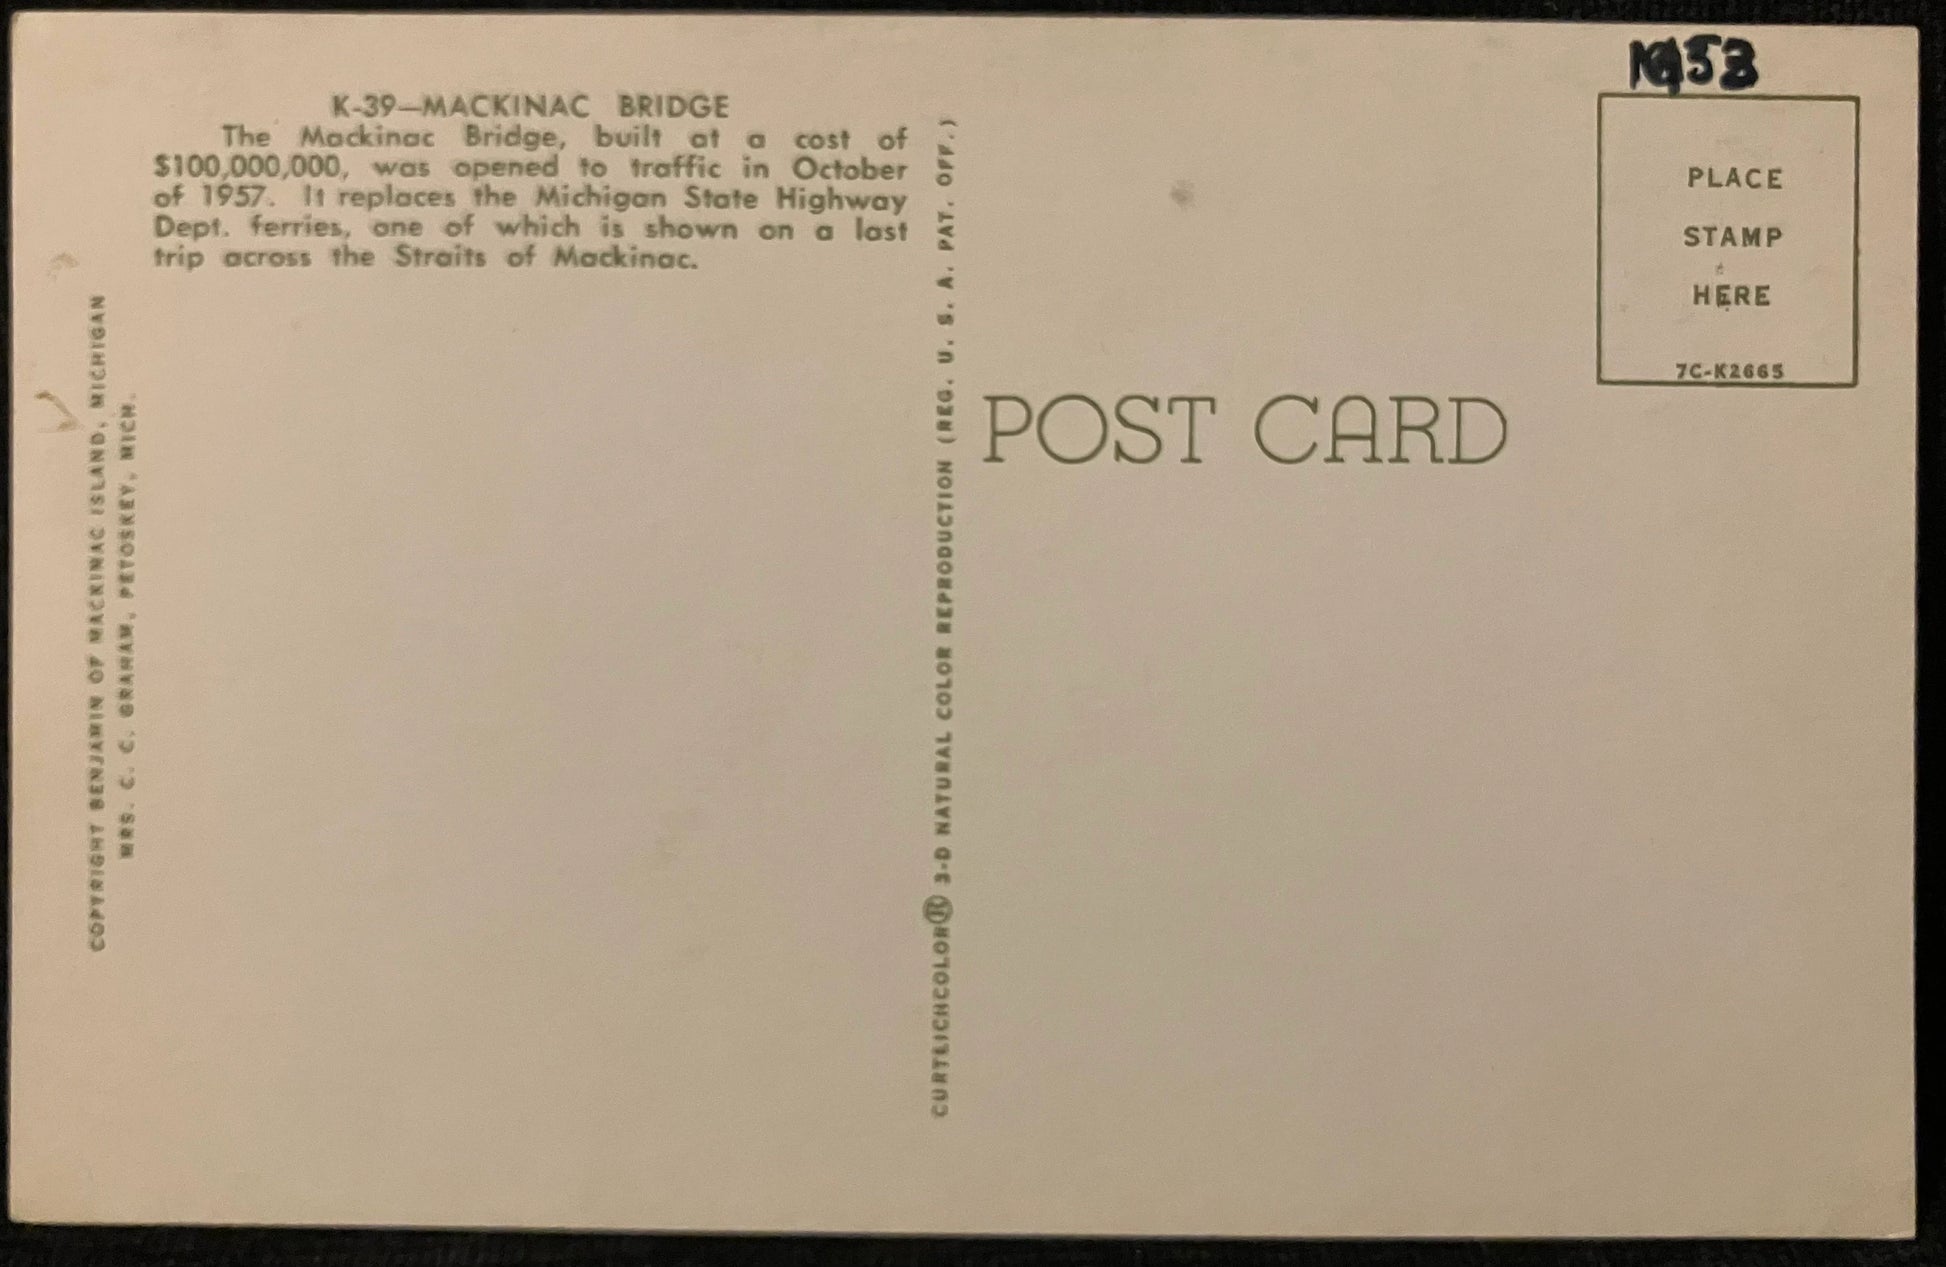 1953
K-39—MACKINAC BRIDGE
The Mackinac Bridge, built at a cost of
$100,000,000, was opened to traffic in October
of 1957. It replaces the Michigan State Highway
Dept. ferries, one of which is shown on a last
trip across the Straits of Mackinac.
COPYRIGHT BENJAMIN OF MACKINAC ISLAND, MICHIGAN
MRS. C. C. GRAHAM, PETOSKEY, MICH.
CURTEICHCOLOR® 3-D NATURAL COLOR REPRODUCTION (REG. U. S. A. PAT. OFF.)
PLACE
STAMP
HERE
7C-K2665
POST CARD